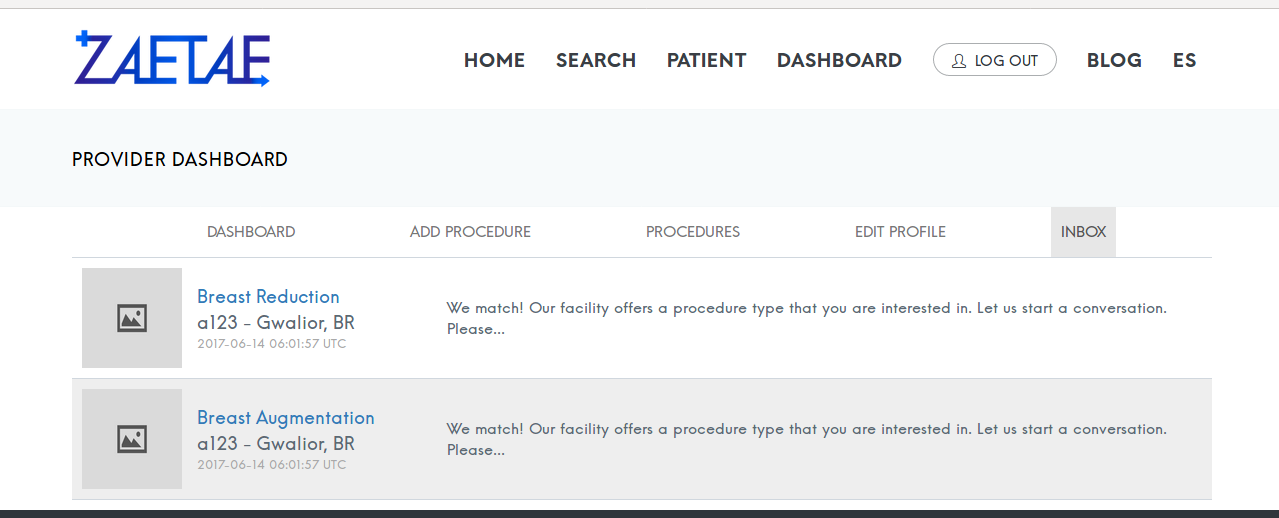 ZAETAE
HOME SEARCH PATIENT DASHBOARD LOG OUT BLOG ES
PROVIDER DASHBOARD
DASHBOARD ADD PROCEDURE PROCEDURES EDIT PROFILE INBOX
Breast Reduction
a123 - Gwalior, BR
2017-06-14 06:01:57 UTC
We match! Our facility offers a procedure type that you are interested in. Let us start a conversation.
Please...
Breast Augmentation
a123 - Gwalior, BR
2017-06-14 06:01:57 UTC
We match! Our facility offers a procedure type that you are interested in. Let us start a conversation.
Please...